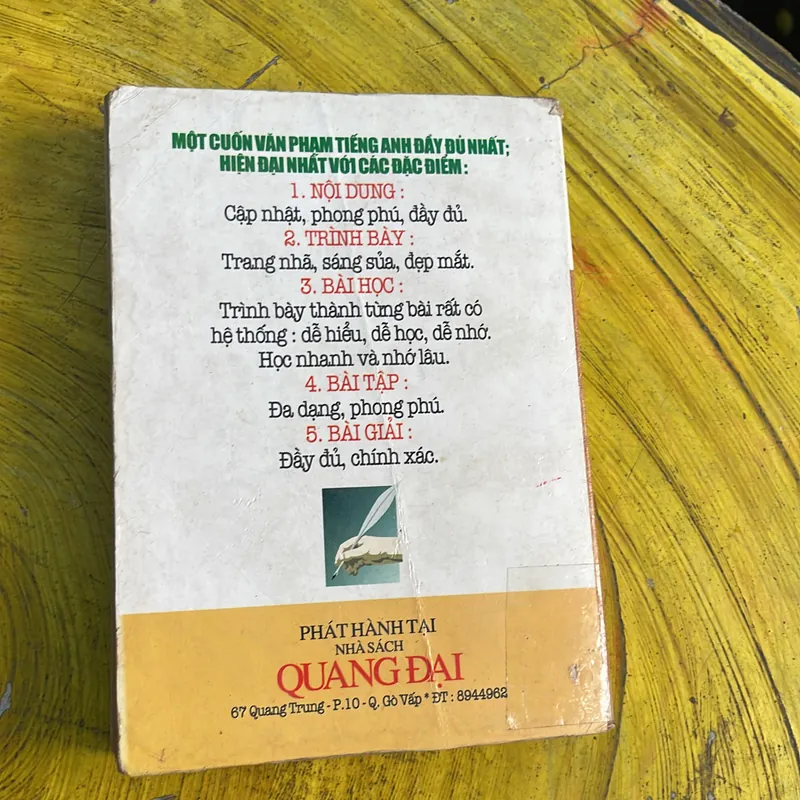 MỘT CUỐN VĂN PHẠM TIẾNG ANH ĐẦY ĐỦ NHẤT;
HIỆN ĐẠI NHẤT VỚI CÁC ĐẶC ĐIỂM :
1. NỘI DUNG :
Cập nhật, phong phú, đầy đủ.
2. TRÌNH BÀY :
Trang nhã, sáng sủa, đẹp mắt.
3. BÀI HỌC :
Trình bày thành từng bài rất có
hệ thống : dễ hiểu, dễ học, dễ nhớ.
Học nhanh và nhớ lâu.
4. BÀI TẬP :
Đa dạng, phong phú.
5. BÀI GIẢI :
Đầy đủ, chính xác.
PHÁT HÀNH TẠI
NHÀ SÁCH
QUANG ĐẠI
67 Quang Trung - P.10 - Q. Gò Vấp * ĐT : 8944962